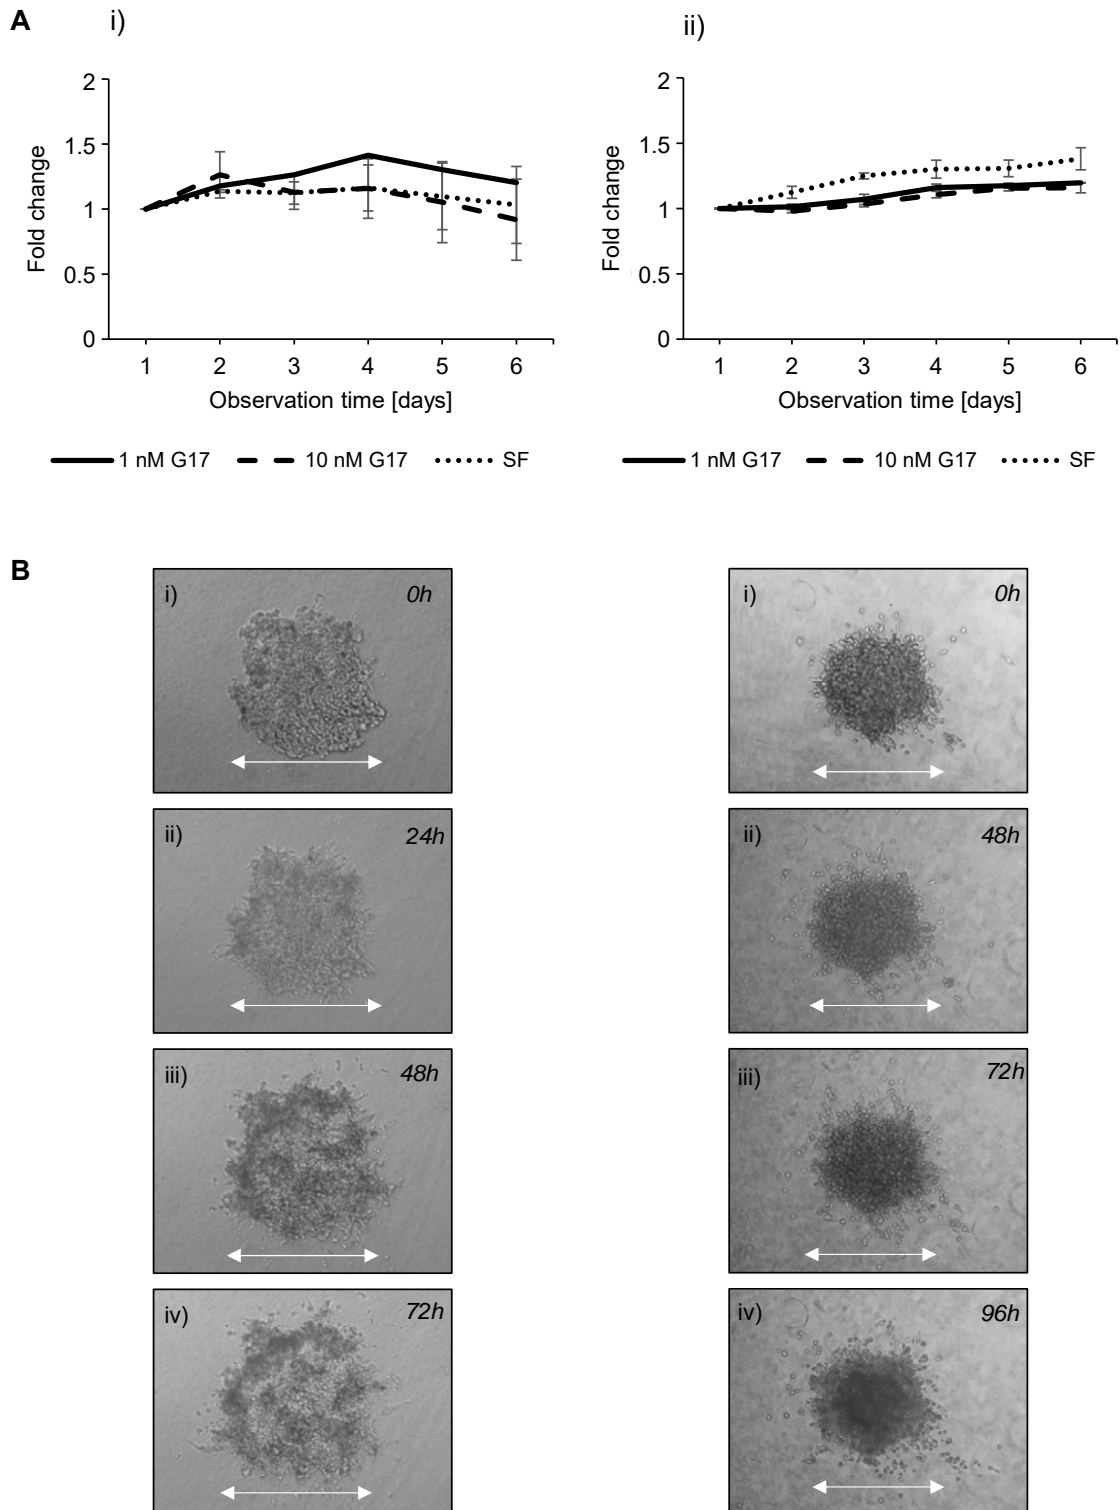 A i) ii)
2 2
1.5 1.5
1 1
0.5 0.5
0 0
Fold change Fold change
1 2 3 4 5 6 1 2 3 4 5 6
Observation time [days] Observation time [days]
1 nM G17 10 nM G17 SF 1 nM G17 10 nM G17 SF
B
i) 0h i) 0h
ii) 24h ii) 48h
iii) 48h iii) 72h
iv) 72h iv) 96h